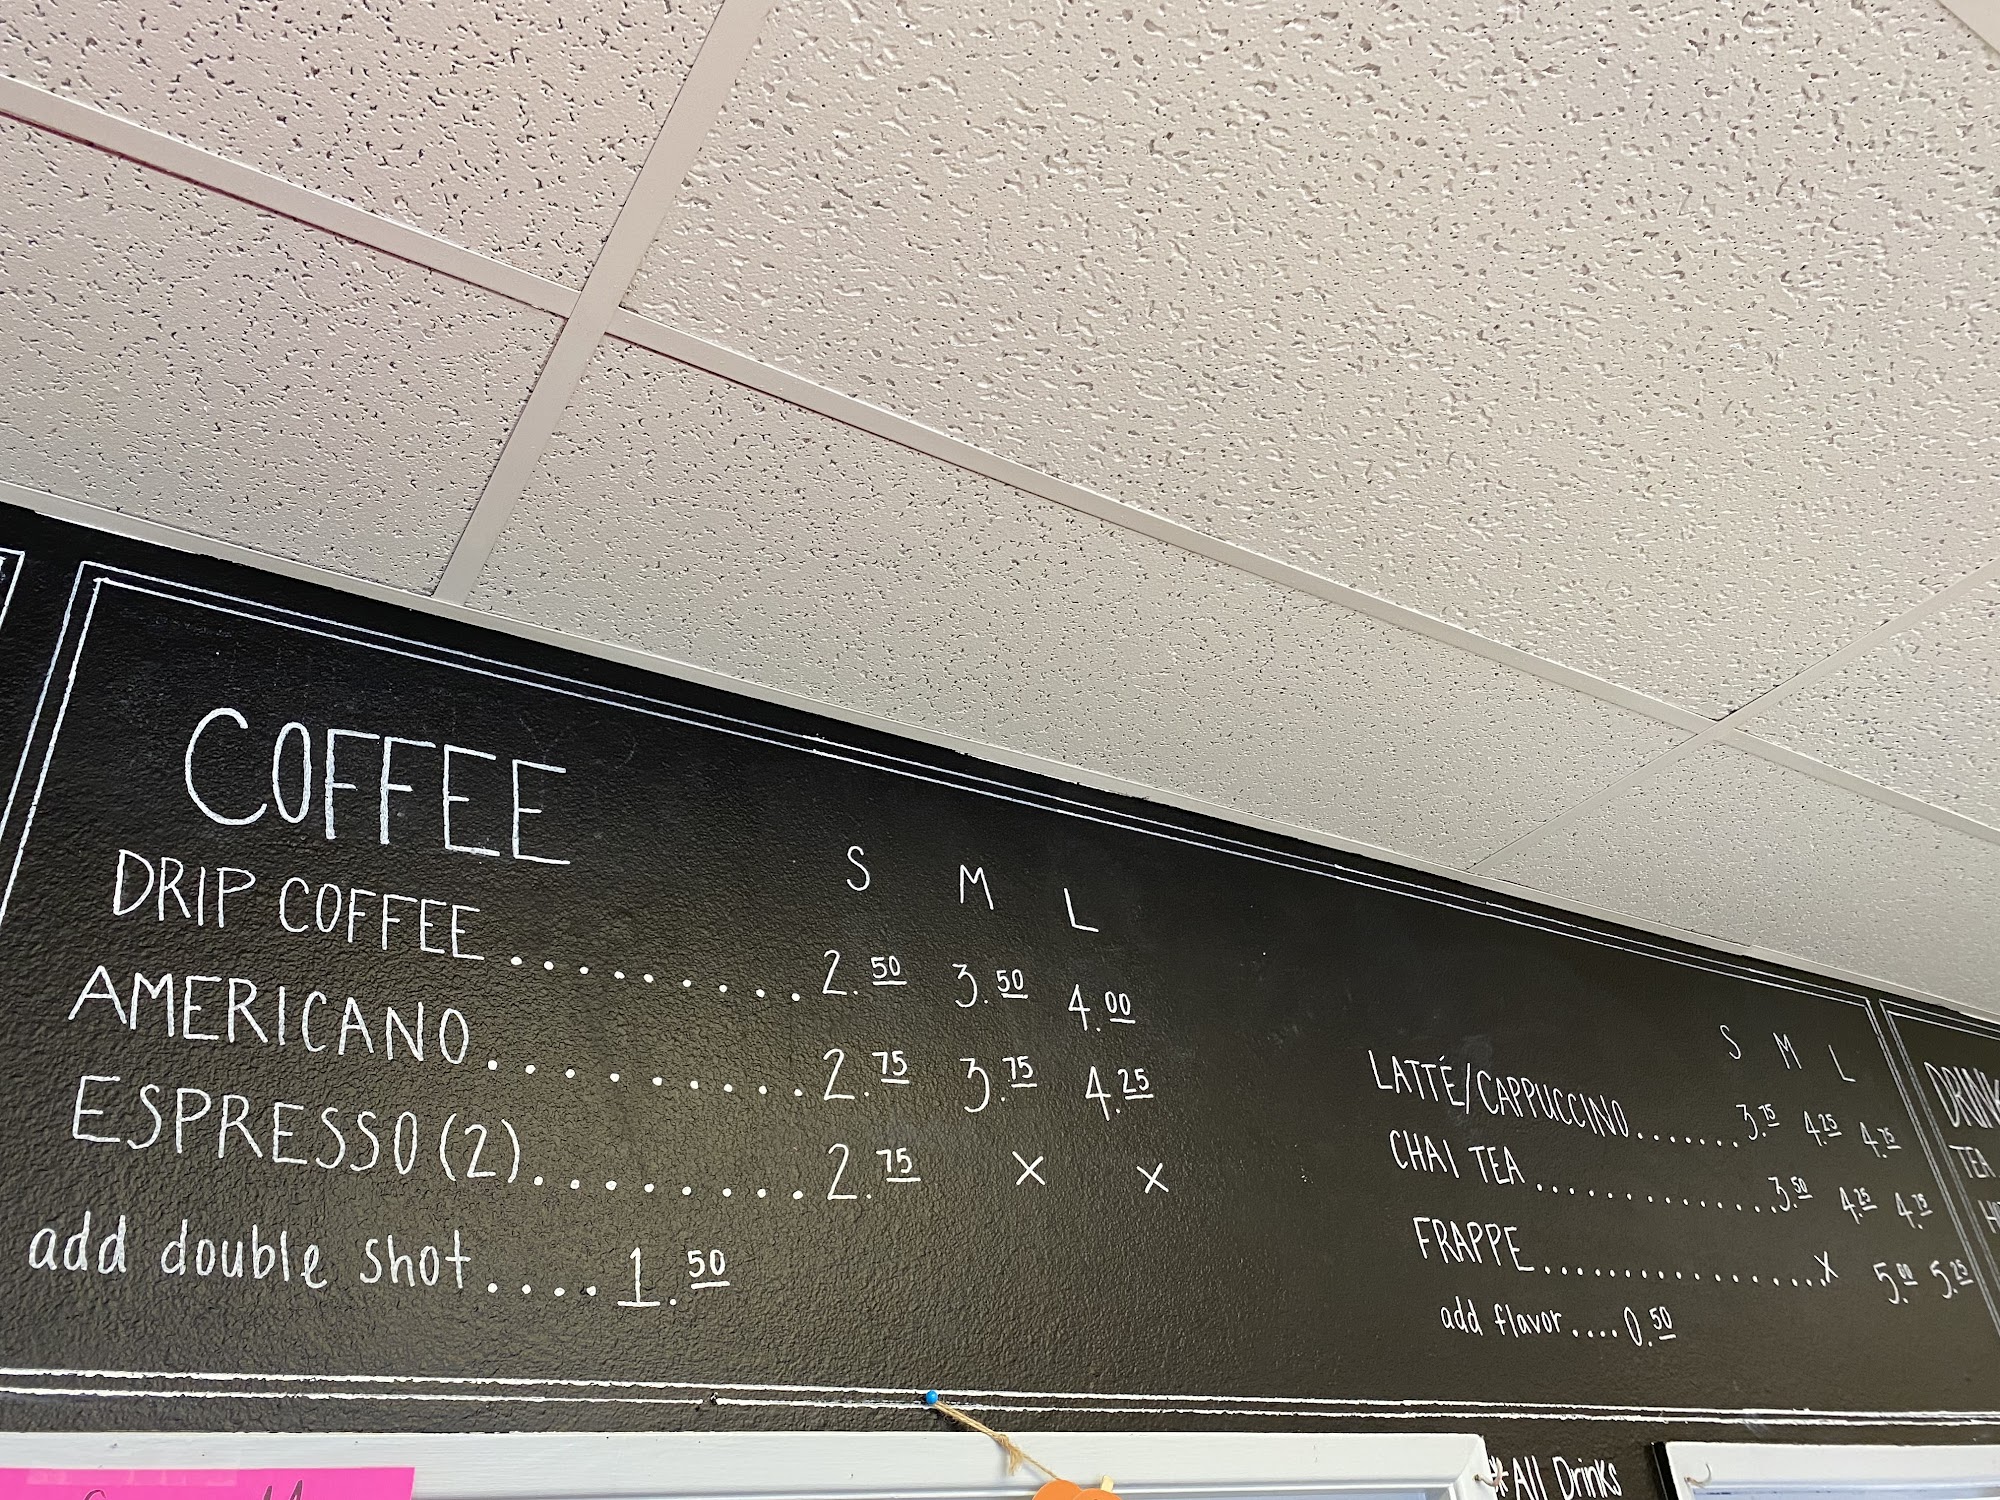 COFFEE
S M L
DRIP COFFEE.......... 2.50 3.50 4.00
AMERICANO......... 2.75 3.75 4.25
ESPRESSO (2).......... 2.75 X X
add double shot.... 1.50
S M L
LATTÉ/CAPPUCCINO....... 3.75 4.25 4.75
CHAI TEA.............. 3.50 4.25 4.75
FRAPPE................. X 5.00 5.25
add flavor.... 0.50
TEA
*All Drinks